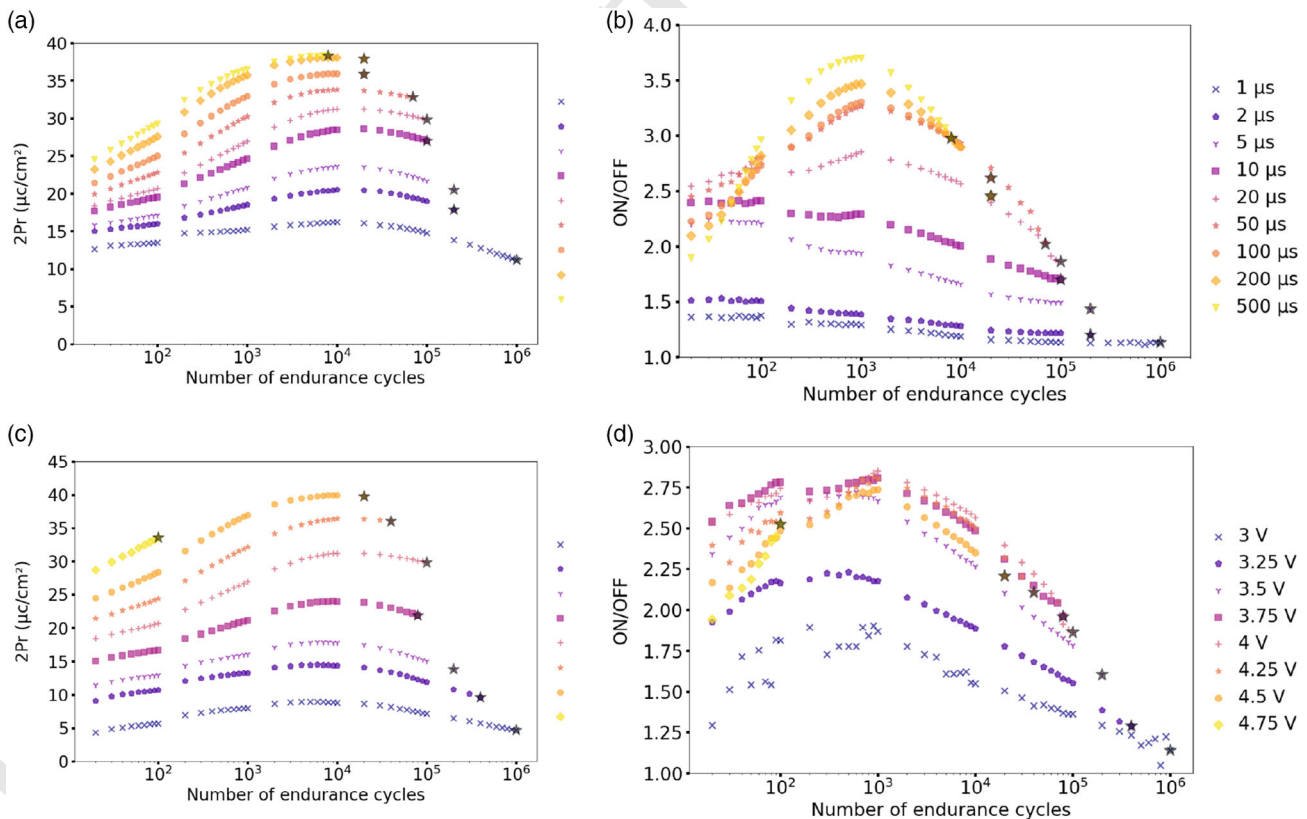 (a)
2Pr (μc/cm²)
40
35
30
25
20
15
10
5
0
10²
10³
10⁴
10⁵
10⁶
Number of endurance cycles
(b)
ON/OFF
4.0
3.5
3.0
2.5
2.0
1.5
1.0
10²
10³
10⁴
10⁵
10⁶
Number of endurance cycles
1 μs
2 μs
5 μs
10 μs
20 μs
50 μs
100 μs
200 μs
500 μs
(c)
2Pr (μc/cm²)
45
40
35
30
25
20
15
10
5
0
10²
10³
10⁴
10⁵
10⁶
Number of endurance cycles
(d)
ON/OFF
3.00
2.75
2.50
2.25
2.00
1.75
1.50
1.25
1.00
10²
10³
10⁴
10⁵
10⁶
Number of endurance cycles
3 V
3.25 V
3.5 V
3.75 V
4 V
4.25 V
4.5 V
4.75 V